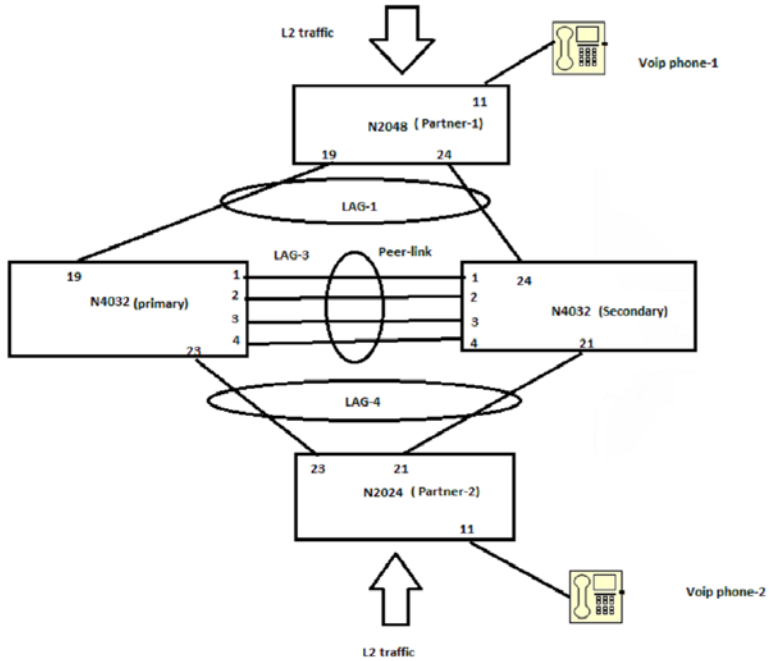 L2 traffic
Voip phone-1
11
N2048 ( Partner-1)
19 24
LAG-1
LAG-3 Peer-link
19 1 1 24
N4032 (primary) 2 2 N4032 (Secondary)
3 3
4 4 21
23
LAG-4
23 21
N2024 ( Partner-2)
11
Voip phone-2
L2 traffic